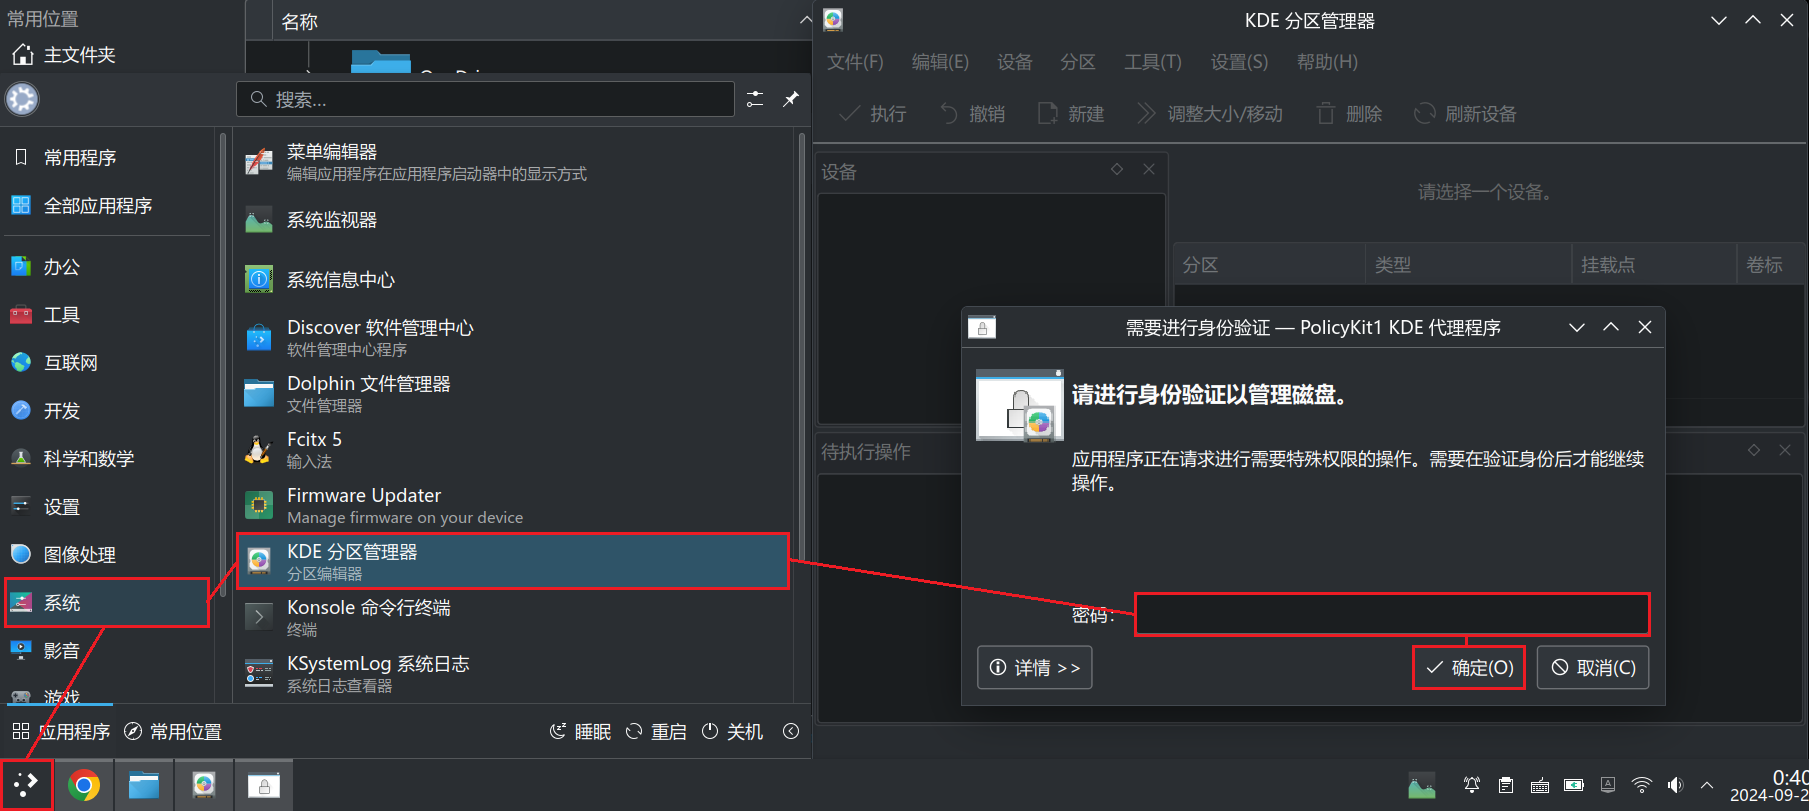 常用位置
主文件夹
名称
搜索...
常用程序
全部应用程序
办公
工具
互联网
开发
科学和数学
设置
图像处理
系统
影音
游戏
菜单编辑器
编辑应用程序在应用程序启动器中的显示方式
系统监视器
系统信息中心
Discover 软件管理中心
软件管理中心程序
Dolphin 文件管理器
文件管理器
Fcitx 5
输入法
Firmware Updater
Manage firmware on your device
KDE 分区管理器
分区编辑器
Konsole 命令行终端
终端
KSystemLog 系统日志
系统日志查看器
应用程序 常用位置 睡眠 重启 关机
KDE 分区管理器
文件(F) 编辑(E) 设备 分区 工具(T) 设置(S) 帮助(H)
执行 撤销 新建 调整大小/移动 删除 刷新设备
设备
请选择一个设备。
分区 类型 挂载点 卷标
待执行操作
需要进行身份验证 — PolicyKit1 KDE 代理程序
请进行身份验证以管理磁盘。
应用程序正在请求进行需要特殊权限的操作。需要在验证身份后才能继续
操作。
密码：
详情 >> 确定(O) 取消(C)
0:40
2024-09-2